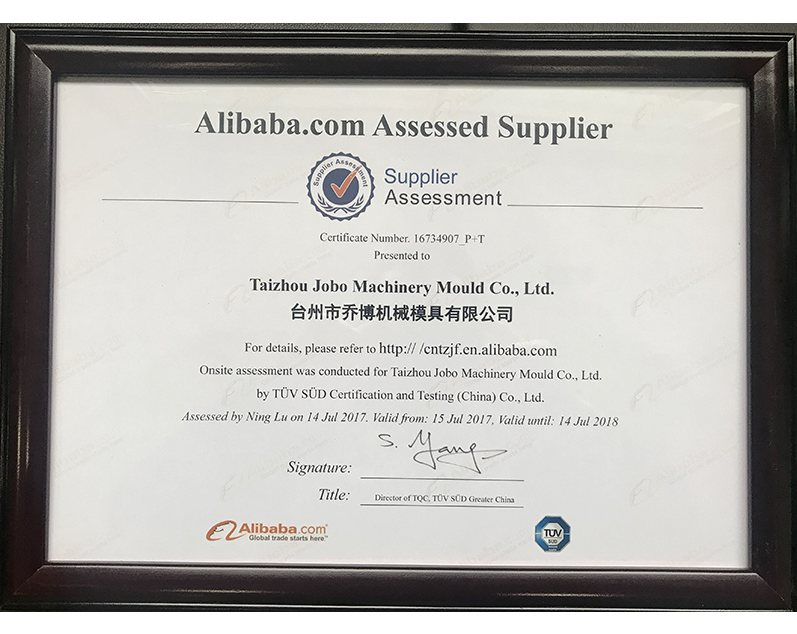 Alibaba.com Assessed Supplier
Supplier Assessment
Supplier
Assessment
Certificate Number. 16734907_P+T
Presented to
Taizhou Jobo Machinery Mould Co., Ltd.
台州市乔博机械模具有限公司
For details, please refer to http:// /cntzjf.en.alibaba.com
Onsite assessment was conducted for Taizhou Jobo Machinery Mould Co., Ltd.
by TÜV SÜD Certification and Testing (China) Co., Ltd.
Assessed by Ning Lu on 14 Jul 2017. Valid from: 15 Jul 2017, Valid until: 14 Jul 2018
S. Yang
Signature:
Title: Director of TQC, TÜV SÜD Greater China
Alibaba.com®
Global trade starts here.™
TÜV
SÜD